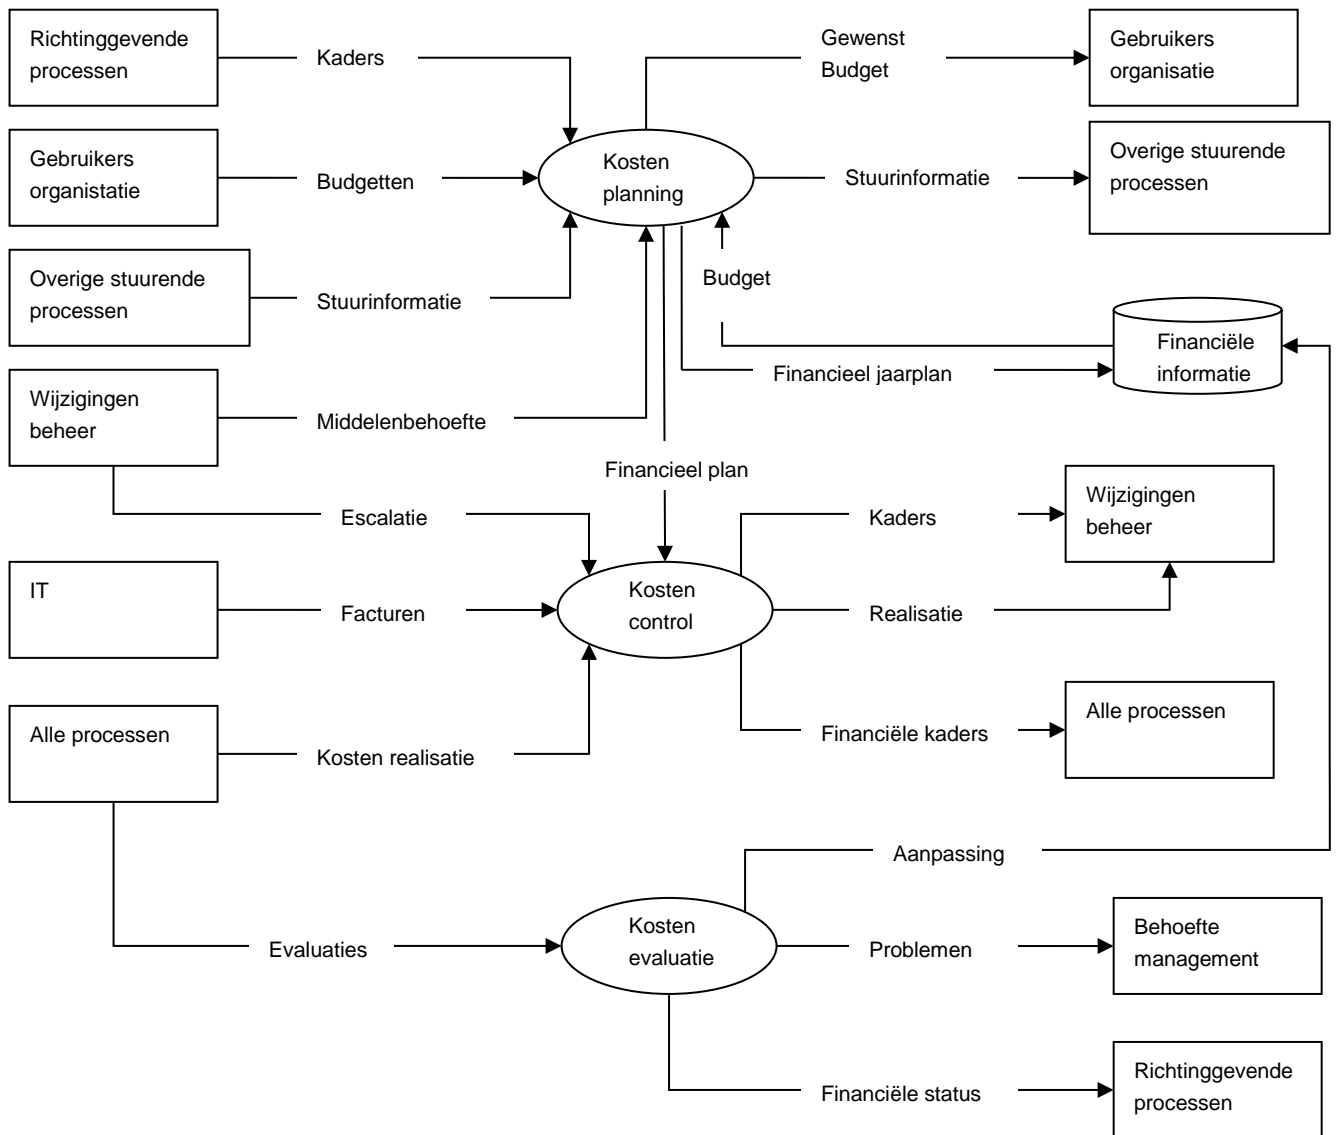 Richtinggevende
processen
Kaders
Gewenst
Budget
Gebruikers
organisatie
Gebruikers
organistatie
Budgetten
Kosten
planning
Stuurinformatie
Overige stuurende
processen
Overige stuurende
processen
Stuurinformatie
Budget
Financiële
informatie
Financieel jaarplan
Wijzigingen
beheer
Middelenbehoefte
Financieel plan
Escalatie
Kaders
Wijzigingen
beheer
IT
Facturen
Kosten
control
Realisatie
Alle processen
Kosten realisatie
Financiële kaders
Alle processen
Aanpassing
Evaluaties
Kosten
evaluatie
Problemen
Behoefte
management
Financiële status
Richtinggevende
processen